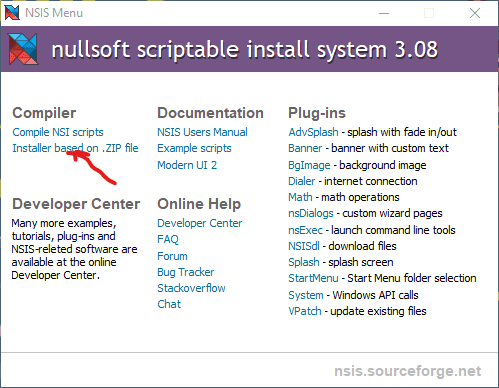 NSIS Menu
nullsoft scriptable install system 3.08
Compiler
Compile NSI scripts
Installer based on .ZIP file
Documentation
NSIS Users Manual
Example scripts
Modern UI 2
Plug-ins
AdvSplash - splash with fade in/out
Banner - banner with custom text
BgImage - background image
Dialer - internet connection
Math - math operations
nsDialogs - custom wizard pages
nsExec - launch command line tools
NSISdl - download files
Splash - splash screen
StartMenu - Start Menu folder selection
System - Windows API calls
VPatch - update existing files
Developer Center
Many more examples,
tutorials, plug-ins and
NSIS-releted software are
available at the online
Developer Center.
Online Help
Developer Center
FAQ
Forum
Bug Tracker
Stackoverflow
Chat
nsis.sourceforge.net